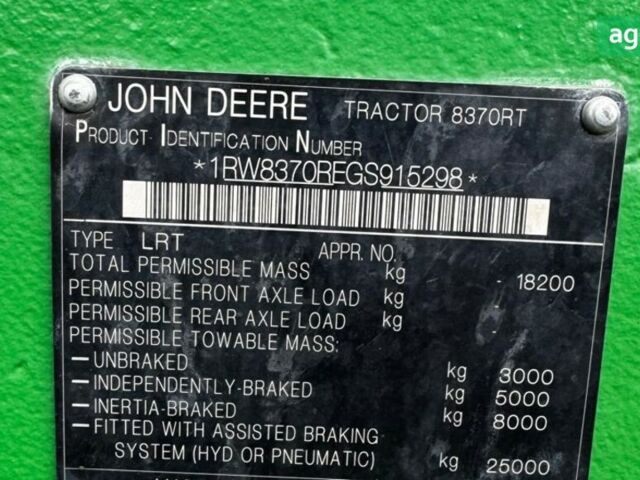 ag
JOHN DEERE TRACTOR 8370RT
PRODUCT IDENTIFICATION NUMBER
*1RW8370REGS915298*
TYPE LRT APPR. NO.
TOTAL PERMISSIBLE MASS kg - 18200
PERMISSIBLE FRONT AXLE LOAD kg -
PERMISSIBLE REAR AXLE LOAD kg -
PERMISSIBLE TOWABLE MASS:
—UNBRAKED kg 3000
—INDEPENDENTLY-BRAKED kg 5000
—INERTIA-BRAKED kg 8000
—FITTED WITH ASSISTED BRAKING
SYSTEM (HYD OR PNEUMATIC) kg 25000